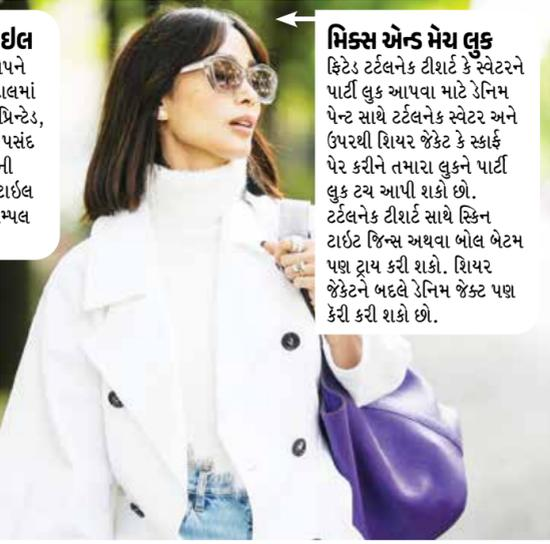 ાઇલ
ાપને
ાલમાં
પ્રિન્ટેડ,
પસંદ
ની
ટાઇલ
મ્પલ
મિક્સ એન્ડ મેચ લુક
ફિટેડ ટર્ટલનેક ટીશર્ટ કે સ્વેટરને
પાર્ટી લુક આપવા માટે ડેનિમ
પેન્ટ સાથે ટર્ટલનેક સ્વેટર અને
ઉપરથી શિયર જેકેટ કે સ્કાર્ફ
પેર કરીને તમારા લુકને પાર્ટી
લુક ટચ આપી શકો છો.
ટર્ટલનેક ટીશર્ટ સાથે સ્કિન
ટાઇટ જિન્સ અથવા બોલ બેટમ
પણ ટ્રાય કરી શકો. શિયર
જેકેટને બદલે ડેનિમ જેક્ટ પણ
કૅરી કરી શકો છો.